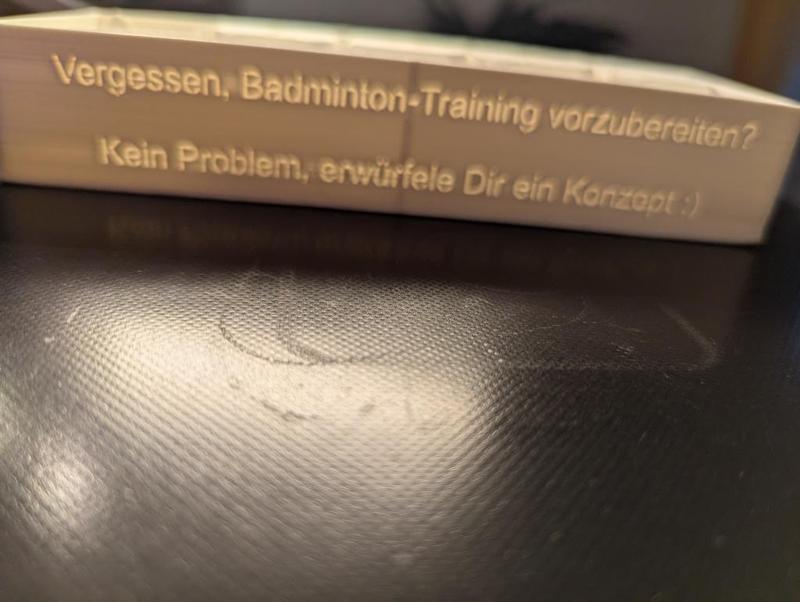 Vergessen, Badminton-Training vorzubereiten?
Kein Problem, erwürfele Dir ein Konzept :)